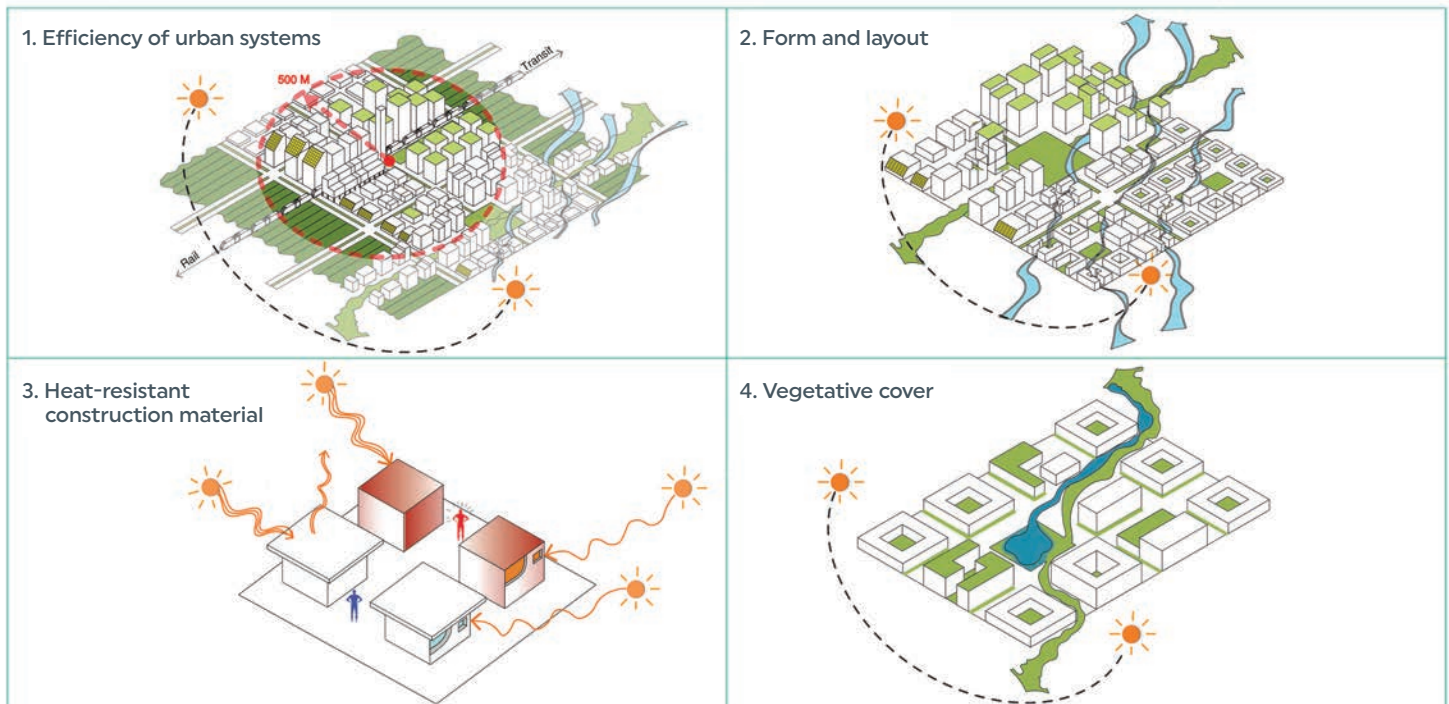 1. Efficiency of urban systems
500 M
Transit
Rail
2. Form and layout
3. Heat-resistant
construction material
4. Vegetative cover